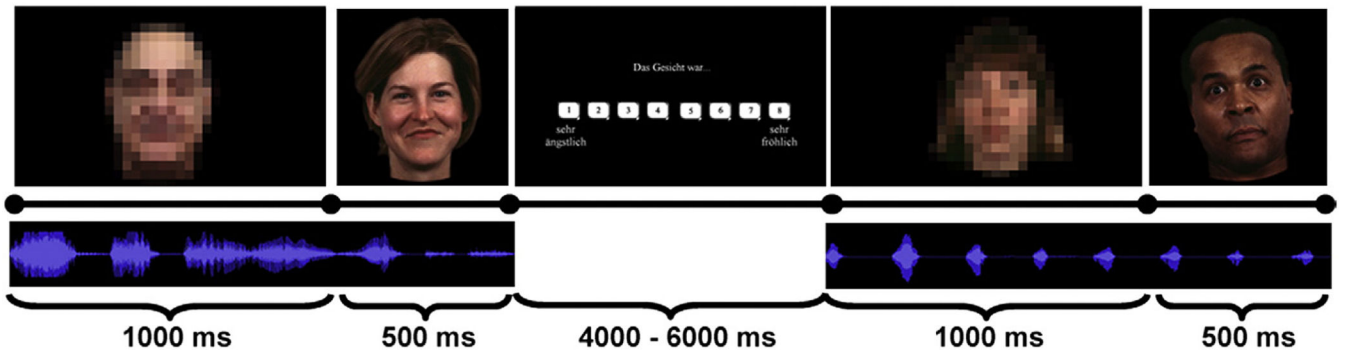 Das Gesicht war...
1 2 3 4 5 6 7 8
sehr ängstlich
sehr fröhlich
1000 ms
500 ms
4000 - 6000 ms
1000 ms
500 ms